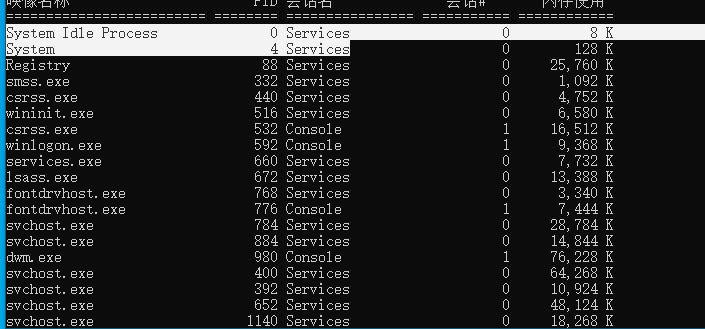 映像名称 PID 会话名 会话# 内存使用
========================= ======== ================ =========== ============
System Idle Process 0 Services 0 8 K
System 4 Services 0 128 K
Registry 88 Services 0 25,760 K
smss.exe 332 Services 0 1,092 K
csrss.exe 440 Services 0 4,752 K
wininit.exe 516 Services 0 6,580 K
csrss.exe 532 Console 1 16,512 K
winlogon.exe 592 Console 1 9,368 K
services.exe 660 Services 0 7,732 K
lsass.exe 672 Services 0 13,388 K
fontdrvhost.exe 768 Services 0 3,340 K
fontdrvhost.exe 776 Console 1 7,444 K
svchost.exe 784 Services 0 28,784 K
svchost.exe 884 Services 0 14,844 K
dwm.exe 980 Console 1 76,228 K
svchost.exe 400 Services 0 64,268 K
svchost.exe 392 Services 0 10,924 K
svchost.exe 652 Services 0 48,124 K
svchost.exe 1140 Services 0 18,268 K